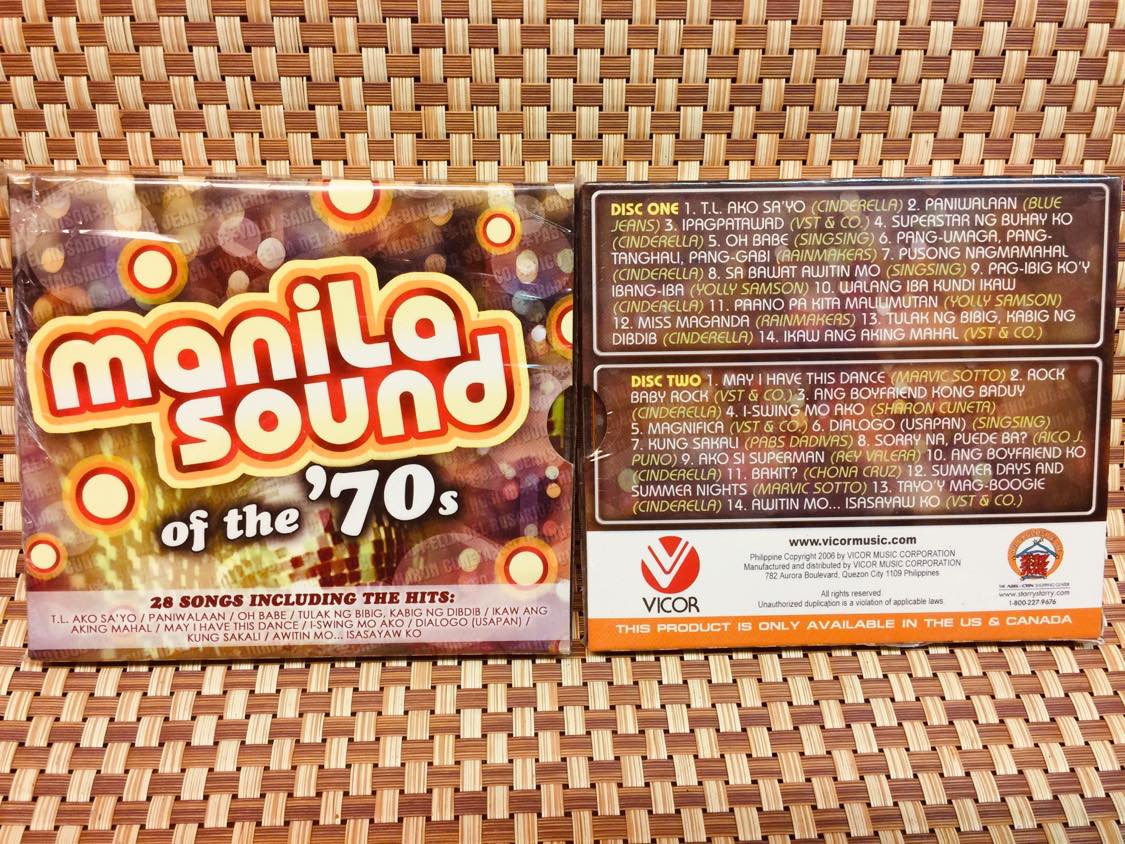 manila
sound
of the '70s
28 SONGS INCLUDING THE HITS:
T.L. AKO SA'YO / PANIWALAAN / OH BABE / TULAK NG BIBIG, KABIG NG DIBDIB / IKAW ANG
AKING MAHAL / MAY I HAVE THIS DANCE / I-SWING MO AKO / DIALOGO (USAPAN) /
KUNG SAKALI / AWITIN MO... ISASAYAW KO
DISC ONE 1. T.L. AKO SA'YO (CINDERELLA) 2. PANIWALAAN (BLUE
JEANS) 3. IPAGPATAWAD (VST & CO.) 4. SUPERSTAR NG BUHAY KO
(CINDERELLA) 5. OH BABE (SINGSING) 6. PANG-UMAGA, PANG-
TANGHALI, PANG-GABI (RAINMAKERS) 7. PUSONG NAGMAMAHAL
(CINDERELLA) 8. SA BAWAT AWITIN MO (SINGSING) 9. PAG-IBIG KO'Y
IBANG-IBA (YOLLY SAMSON) 10. WALANG IBA KUNDI IKAW
(CINDERELLA) 11. PAANO PA KITA MALILIMUTAN (YOLLY SAMSON)
12. MISS MAGANDA (RAINMAKERS) 13. TULAK NG BIBIG, KABIG NG
DIBDIB (CINDERELLA) 14. IKAW ANG AKING MAHAL (VST & CO.)
DISC TWO 1. MAY I HAVE THIS DANCE (MARVIC SOTTO) 2. ROCK
BABY ROCK (VST & CO.) 3. ANG BOYFRIEND KONG BADUY
(CINDERELLA) 4. I-SWING MO AKO (SHARON CUNETA)
5. MAGNIFICA (VST & CO.) 6. DIALOGO (USAPAN) (SINGSING)
7. KUNG SAKALI (PABS DADIVAS) 8. SORRY NA, PUEDE BA? (RICO J.
PUNO) 9. AKO SI SUPERMAN (REY VALERA) 10. ANG BOYFRIEND KO
(CINDERELLA) 11. BAKIT? (CHONA CRUZ) 12. SUMMER DAYS AND
SUMMER NIGHTS (MARVIC SOTTO) 13. TAYO'Y MAG-BOOGIE
(CINDERELLA) 14. AWITIN MO... ISASAYAW KO (VST & CO.)
VICOR
www.vicormusic.com
Philippine Copyright 2006 by VICOR MUSIC CORPORATION
Manufactured and distributed by VICOR MUSIC CORPORATION
782 Aurora Boulevard, Quezon City 1109 Philippines
All rights reserved
Unauthorized duplication is a violation of applicable laws
THE ABS-CBN SHOPPING CENTER
www.starrystarry.com
1-800-227-9676
THIS PRODUCT IS ONLY AVAILABLE IN THE US & CANADA